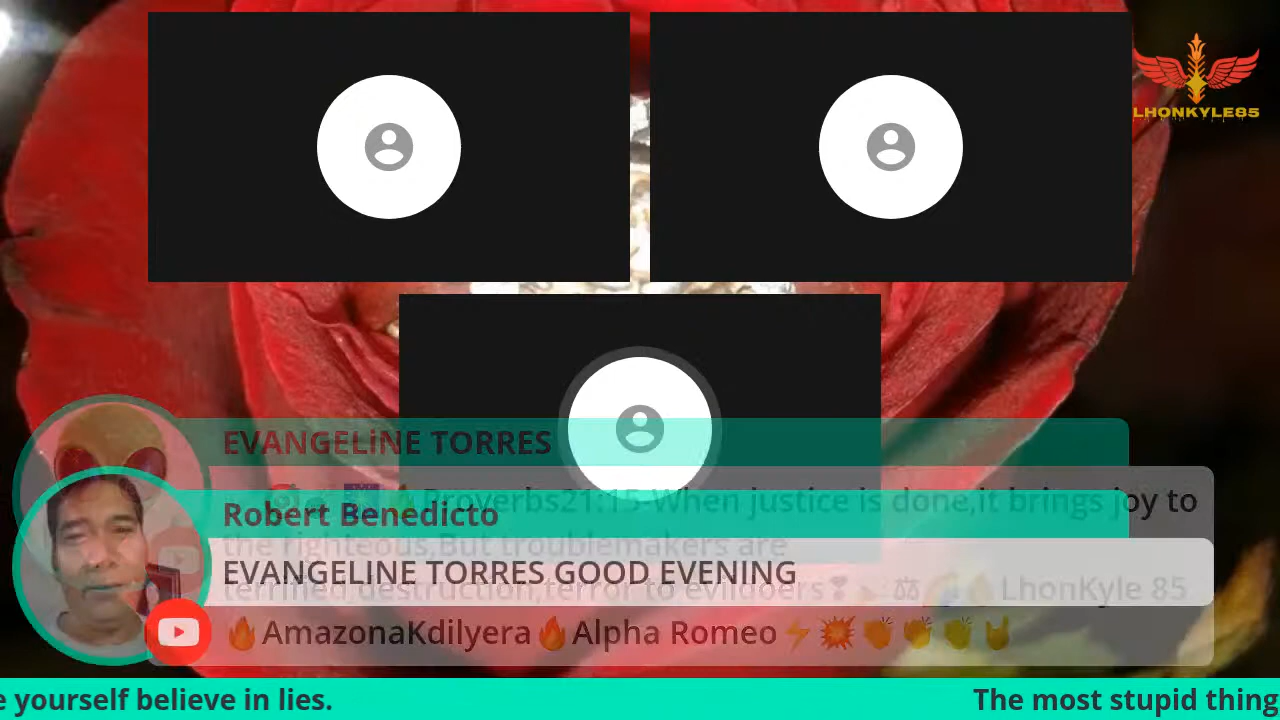 LHONKYLE85
EVANGELiNE TORRES
Proverbs21:15-When justice is done,it brings joy to
Robert Benedicto
the righteous,But troublemakers are
EVANGELINE TORRES GOOD EVENING
terrified,destruction,terror to evildoers❣ ⚖🌈🔥LhonKyle 85
🔥AmazonaKdilyera🔥Alpha Romeo⚡💥👏👏👏🤘
e yourself believe in lies. The most stupid thing